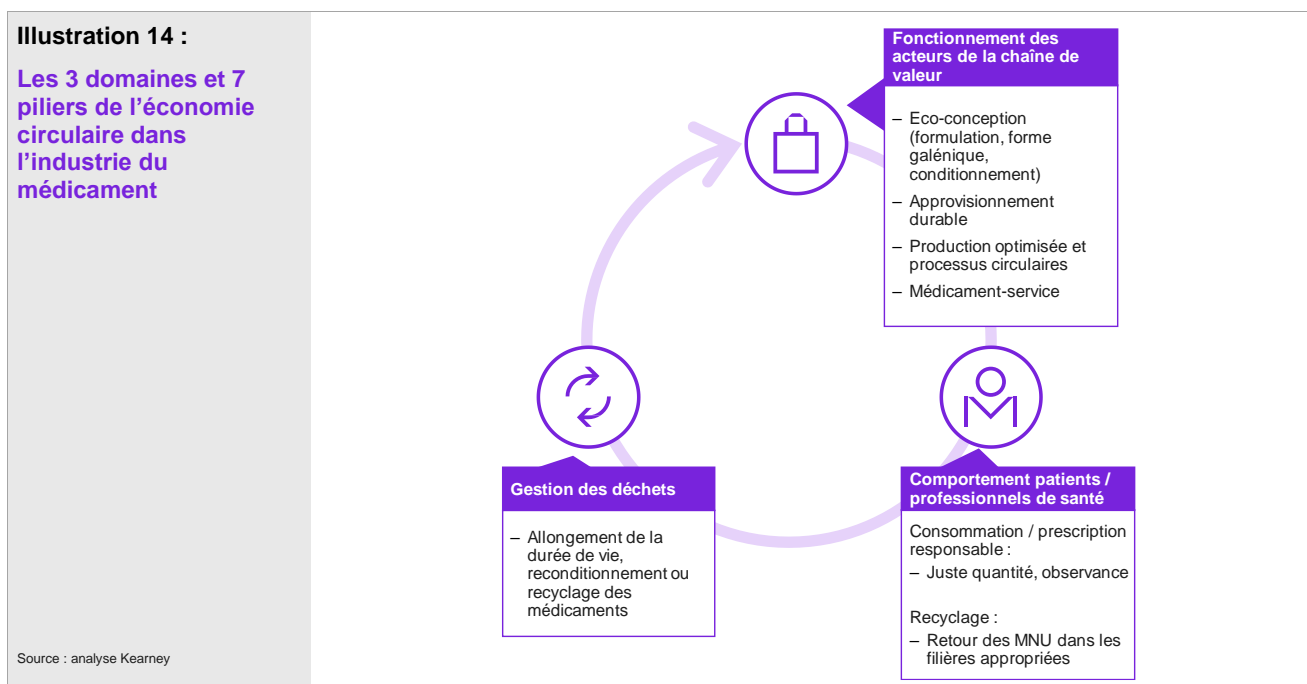 Illustration 14 :
Les 3 domaines et 7
piliers de l’économie
circulaire dans
l’industrie du
médicament
Source : analyse Kearney
Fonctionnement des
acteurs de la chaîne de
valeur
– Eco-conception
(formulation, forme
galénique,
conditionnement)
– Approvisionnement
durable
– Production optimisée et
processus circulaires
– Médicament-service
Comportement patients /
professionnels de santé
Consommation / prescription
responsable :
– Juste quantité, observance
Recyclage :
– Retour des MNU dans les
filières appropriées
Gestion des déchets
– Allongement de la
durée de vie,
reconditionnement ou
recyclage des
médicaments